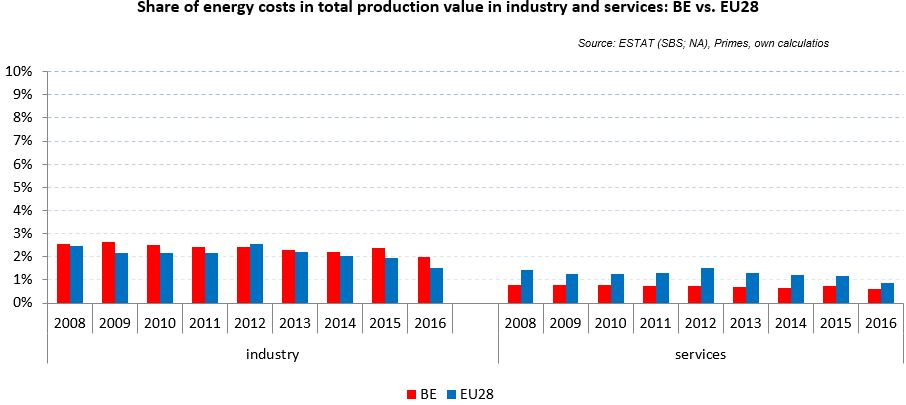 Share of energy costs in total production value in industry and services: BE vs. EU28
Source: ESTAT (SBS; NA), Primes, own calculatios
10%
9%
8%
7%
6%
5%
4%
3%
2%
1%
0%
2008 2009 2010 2011 2012 2013 2014 2015 2016 2008 2009 2010 2011 2012 2013 2014 2015 2016
industry services
BE EU28